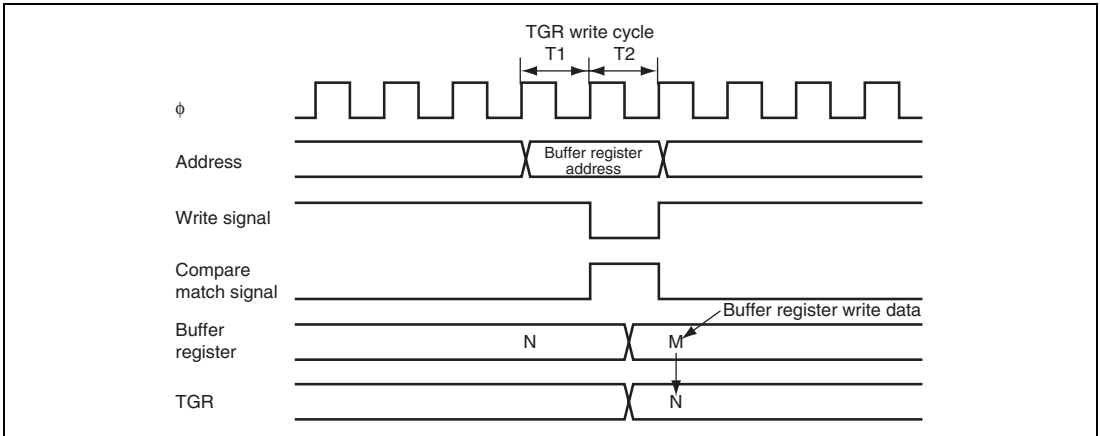 TGR write cycle
T1 T2
ϕ
Address
Buffer register
address
Write signal
Compare
match signal
Buffer register write data
Buffer
register
N M
TGR
N